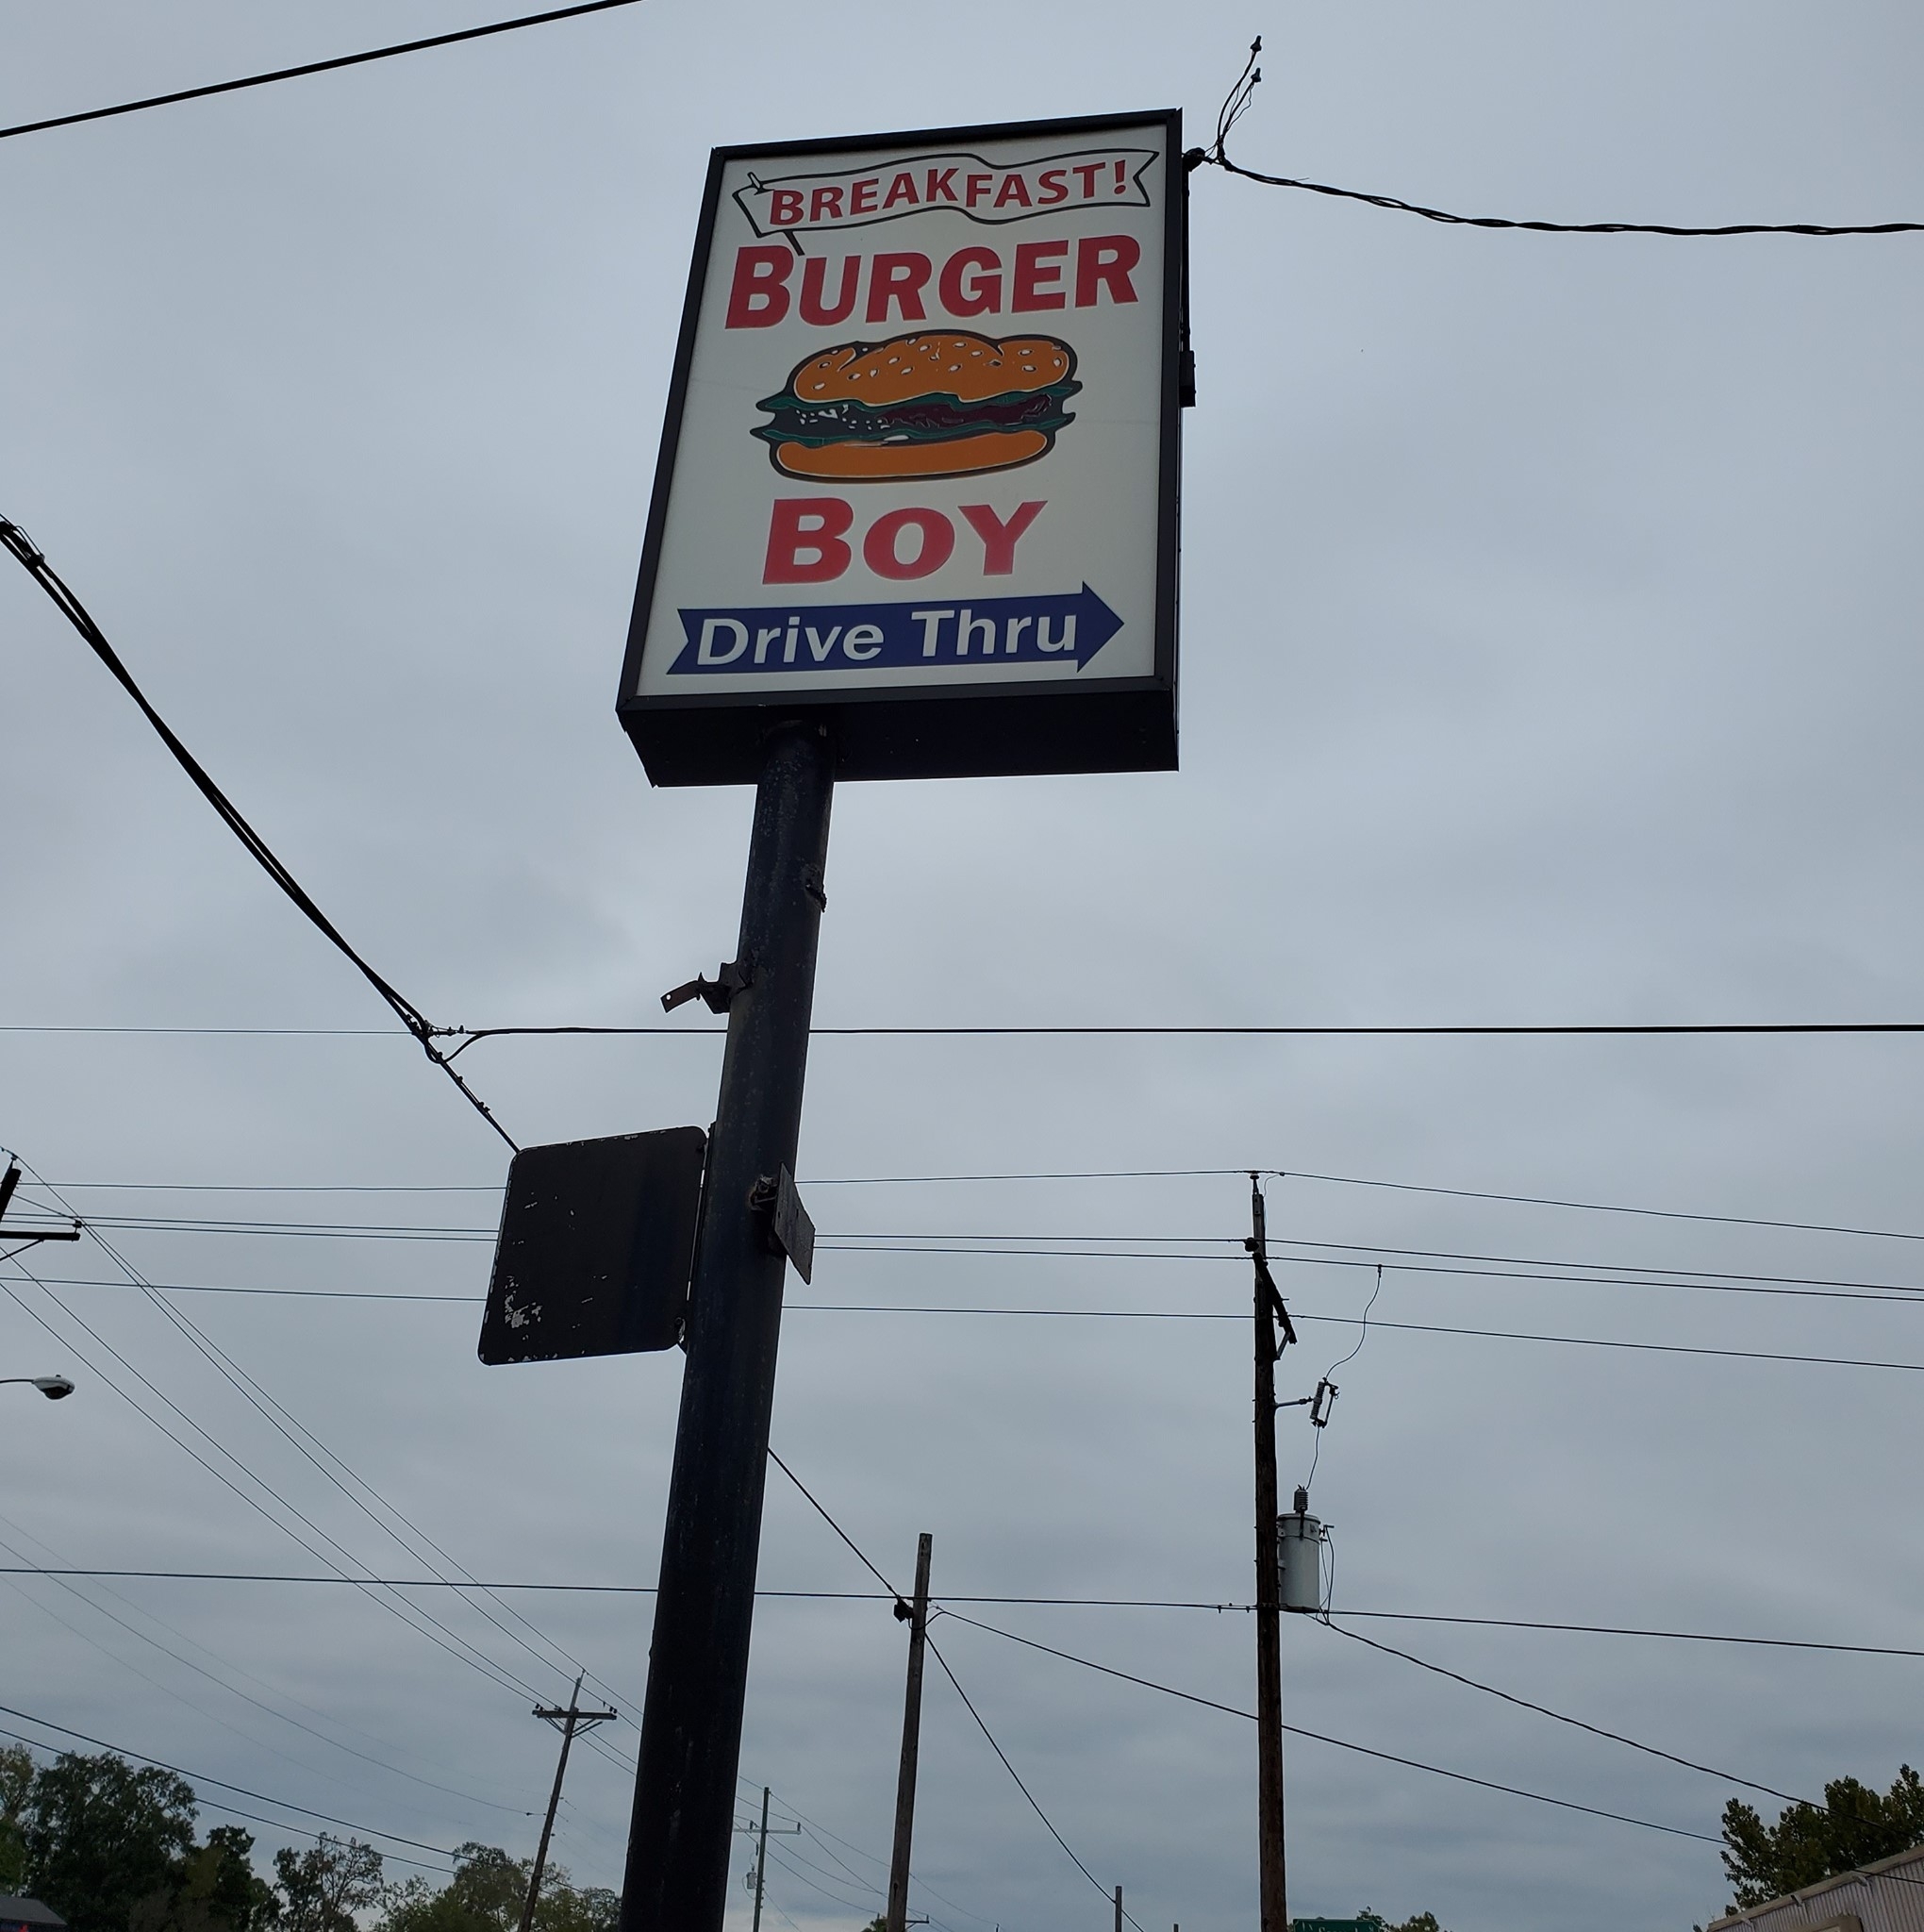 BREAKFAST!
BURGER
BOY
Drive Thru